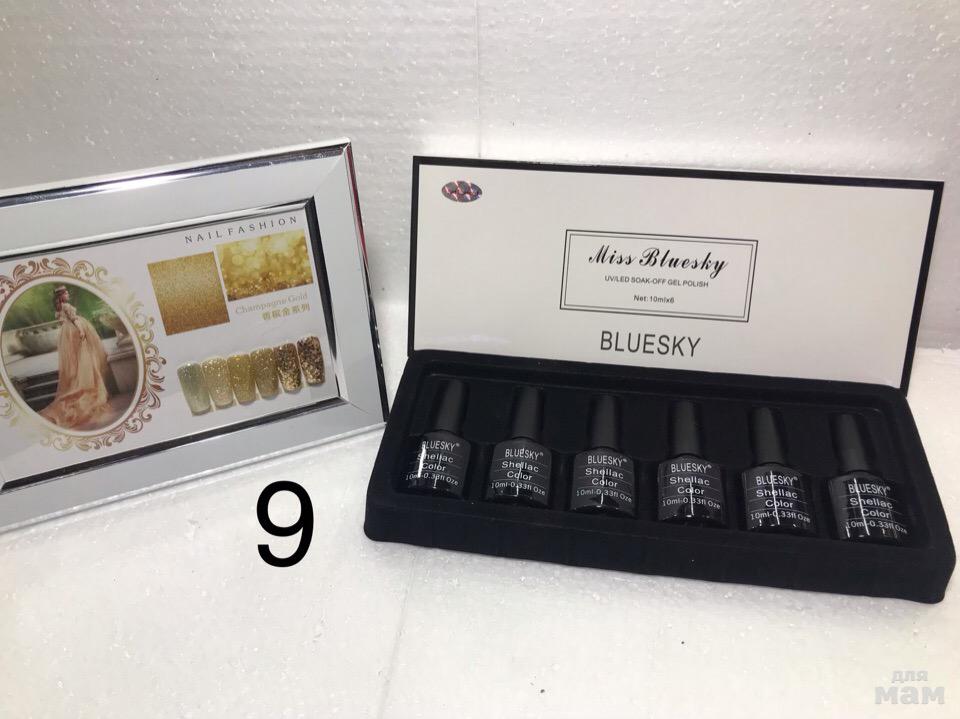 NAIL FASHION
Champagne Gold
香槟金系列
Miss Bluesky
UV/LED SOAK-OFF GEL POLISH
Net:10mlx6
BLUESKY
BLUESKY®
Shellac
Color
10ml-0.33fl Oze
BLUESKY®
Shellac
Color
10ml-0.33fl Oze
BLUESKY®
Shellac
Color
10ml-0.33fl Oze
BLUESKY®
Shellac
Color
10ml-0.33fl Oze
BLUESKY®
Shellac
Color
10ml-0.33fl Oze
BLUESKY®
Shellac
Color
10ml-0.33fl Oze
9
для
мам